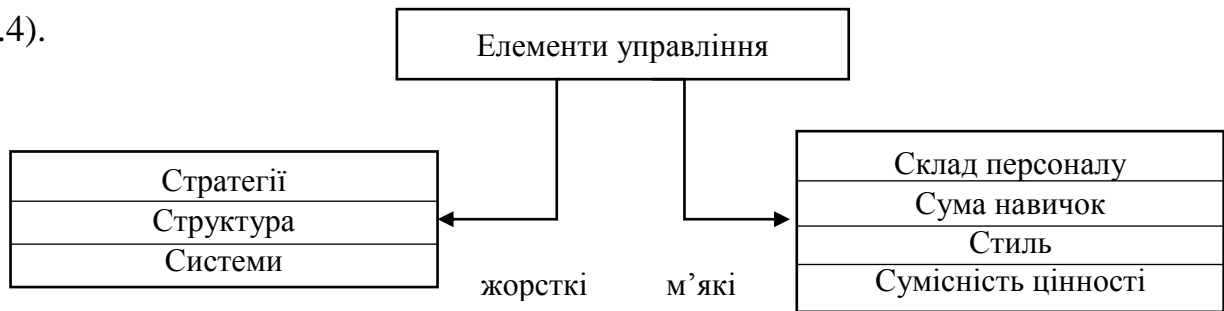 .4).
Елементи управління
Стратегії
Структура
Системи
жорсткі м’які
Склад персоналу
Сума навичок
Стиль
Сумісність цінності